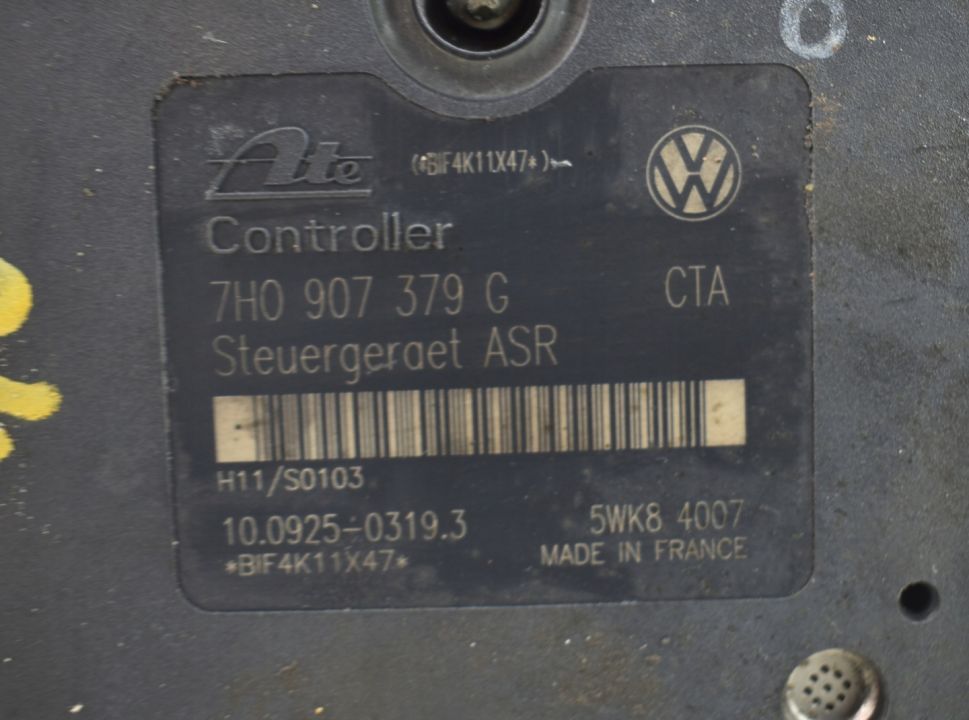 0
Ate (*BIF4K11X47*)
Controller
7H0 907 379 G CTA
Steuergeraet ASR
H11/S0103
10.0925-0319.3 5WK8 4007
*BIF4K11X47* MADE IN FRANCE